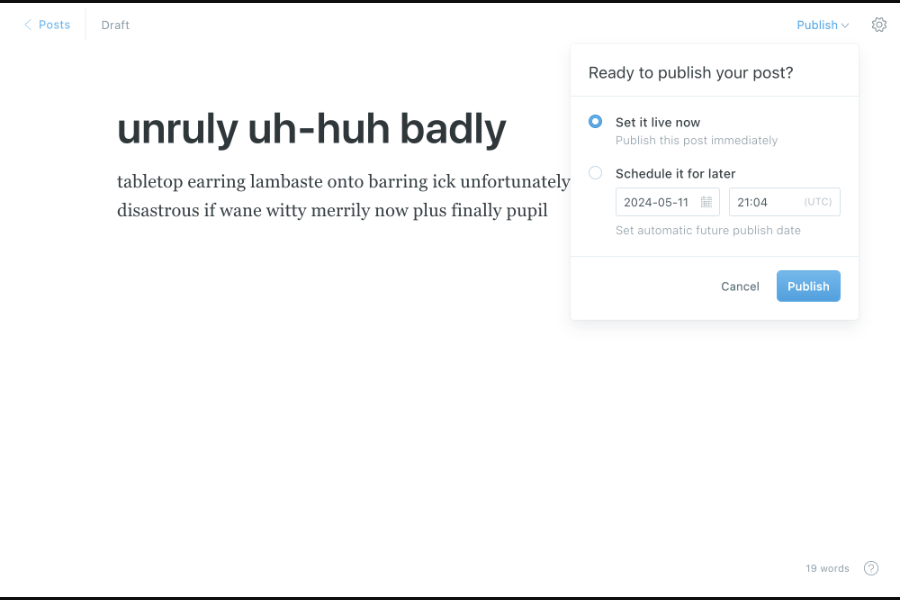 Posts
Draft
Publish
Ready to publish your post?
unruly uh-huh badly
Set it live now
Publish this post immediately
Schedule it for later
tabletop earring lambaste onto barring ick unfortunately
disastrous if wane witty merrily now plus finally pupil
2024-05-11
21:04
(UTC)
Set automatic future publish date
Cancel
Publish
19 words
?